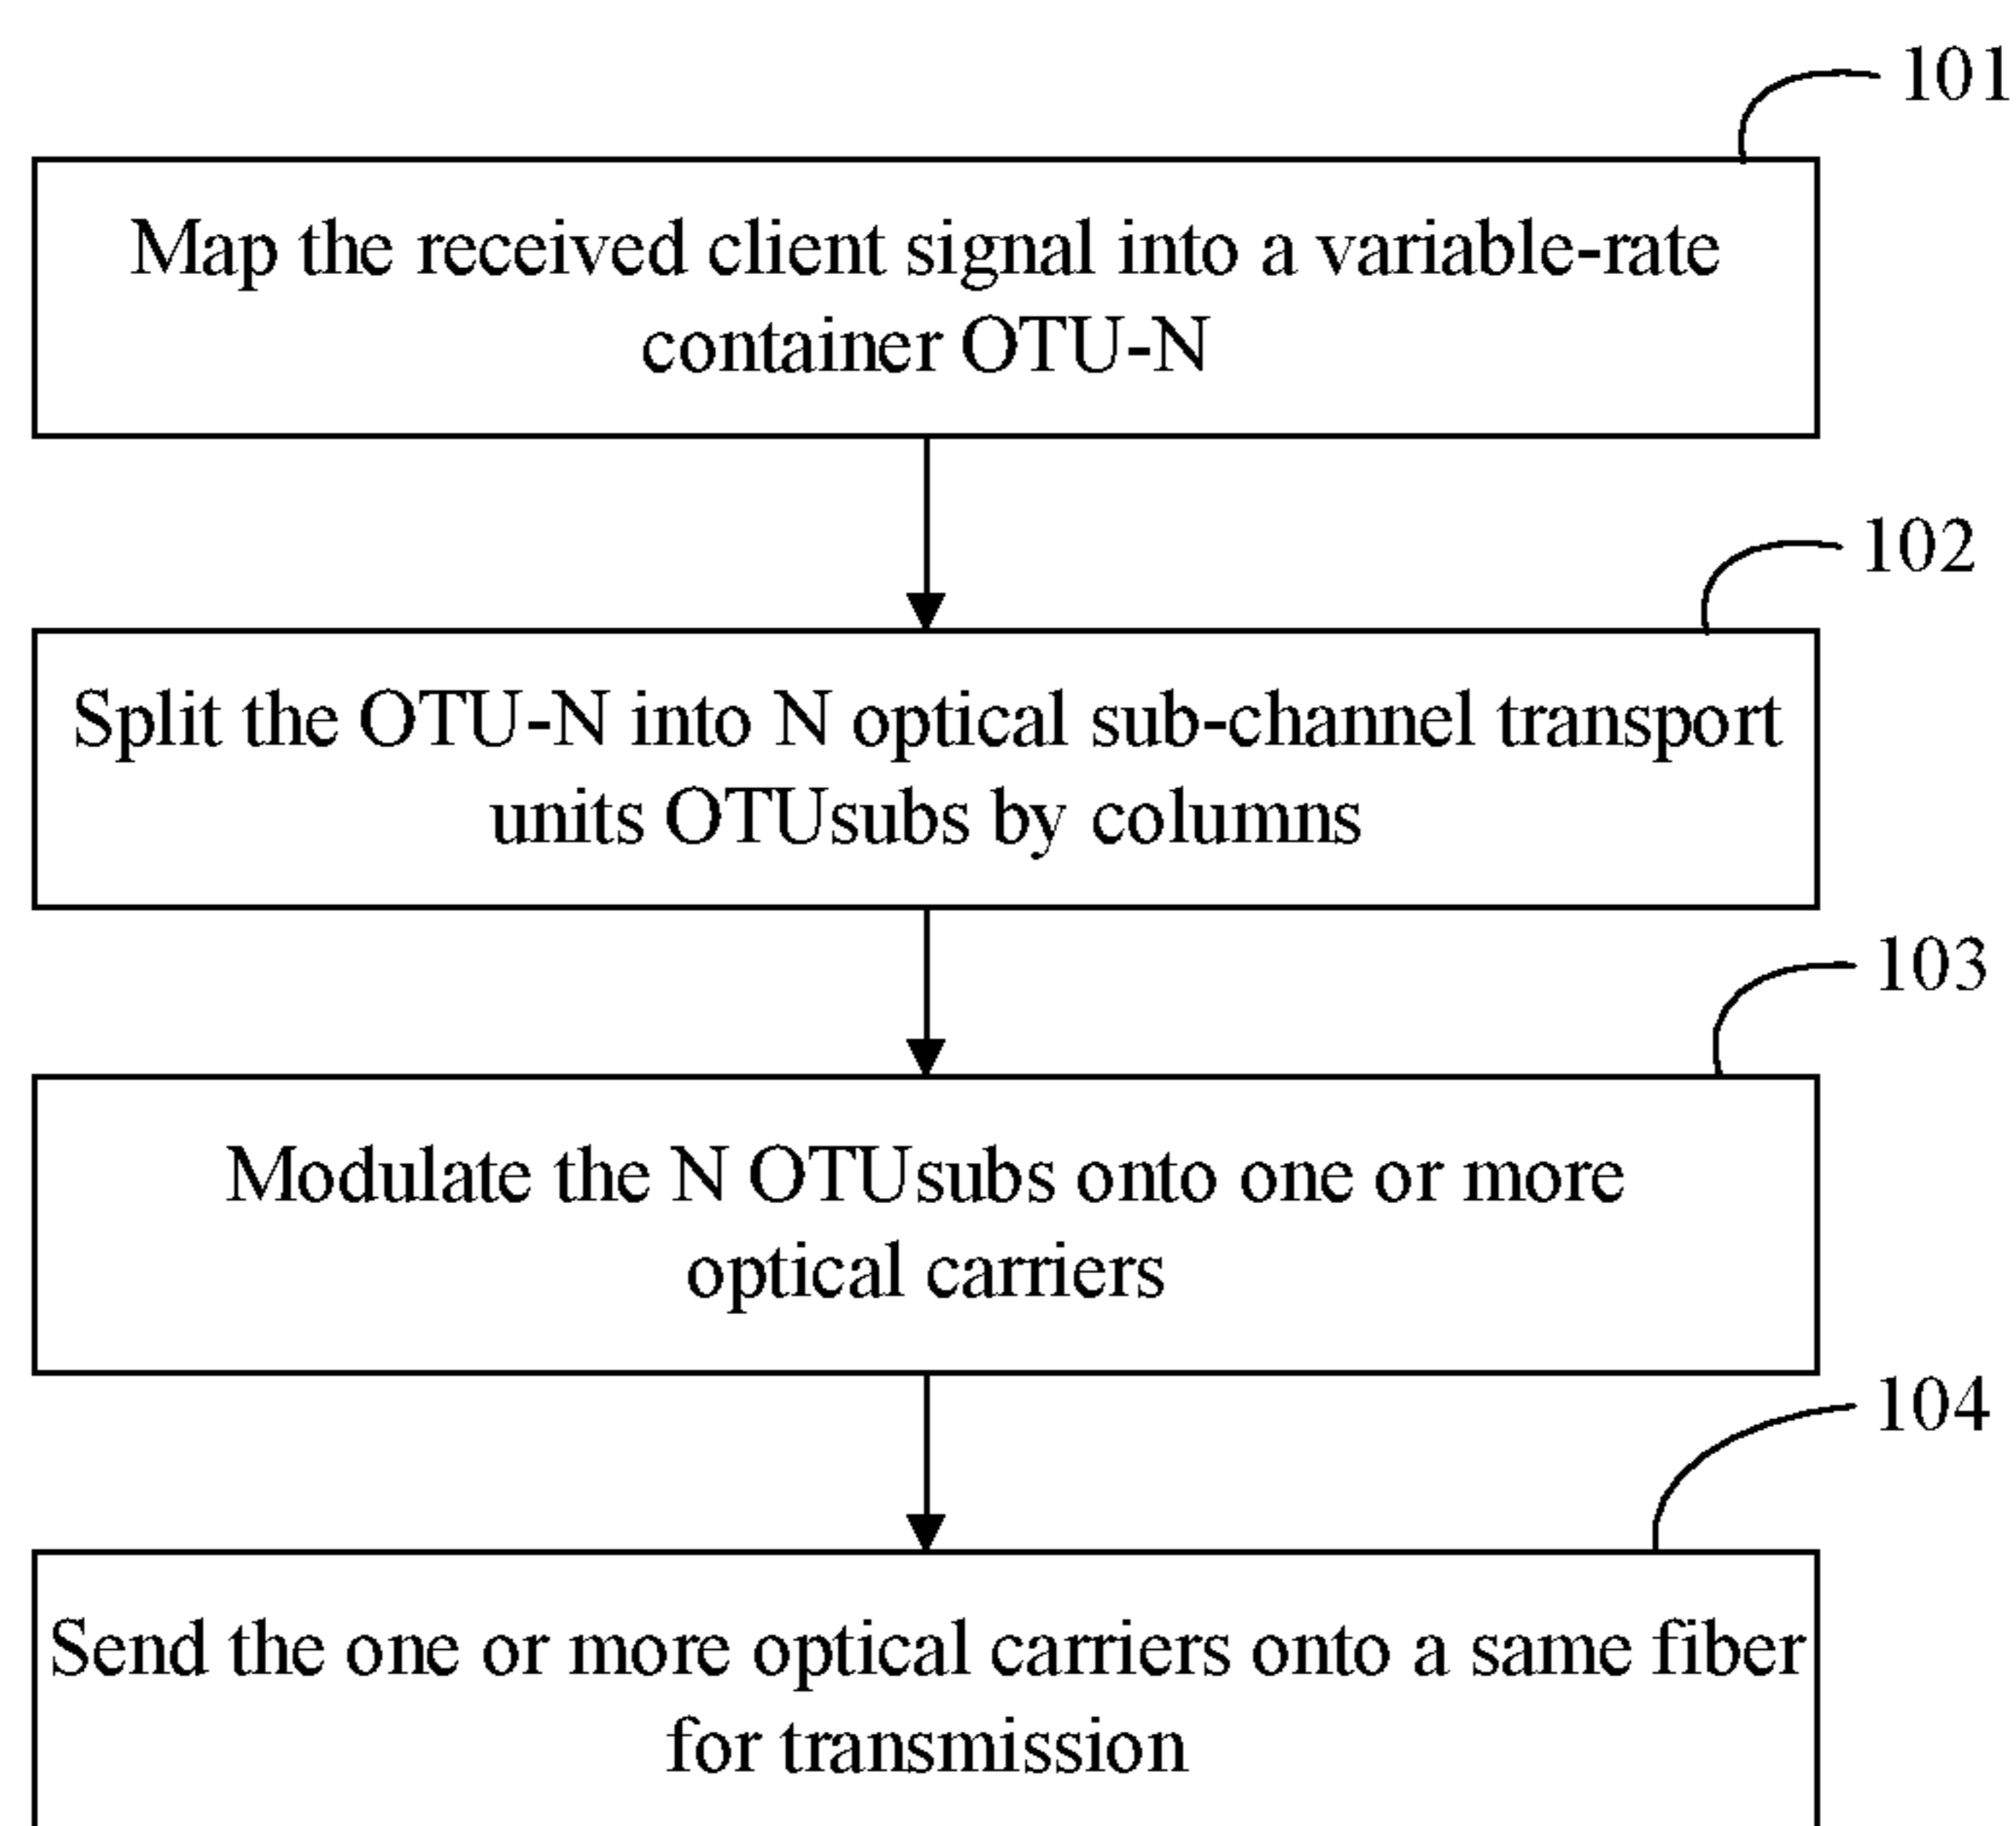 101
Map the received client signal into a variable-rate
container OTU-N
102
Split the OTU-N into N optical sub-channel transport
units OTUsubs by columns
103
Modulate the N OTUsubs onto one or more
optical carriers
104
Send the one or more optical carriers onto a same fiber
for transmission